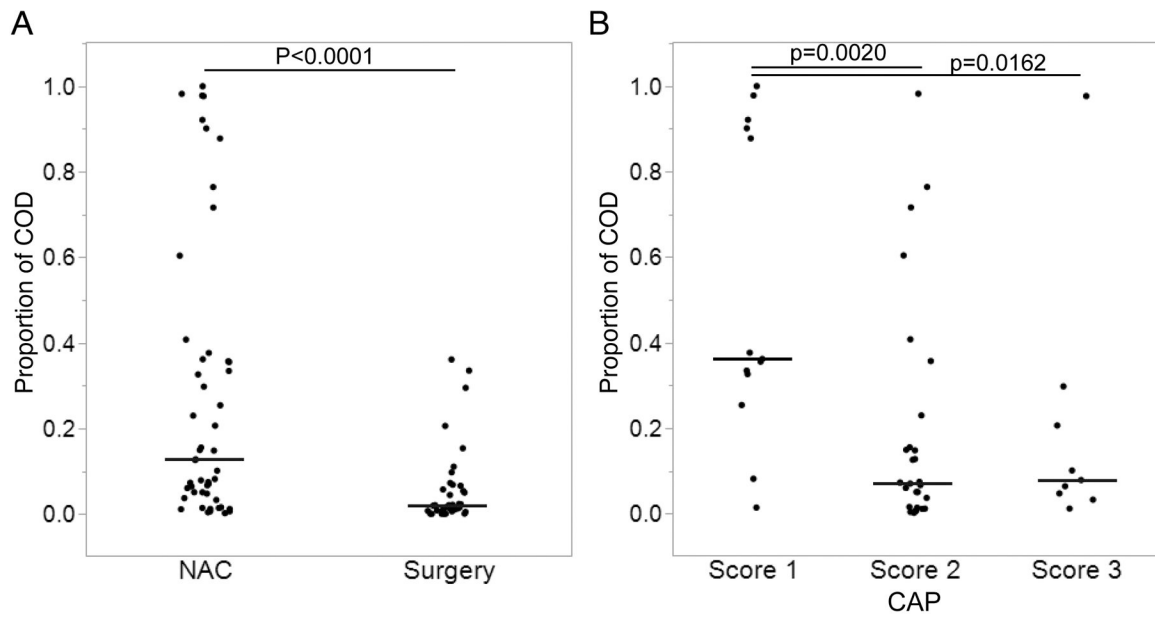 A
P<0.0001
1.0
0.8
0.6
0.4
0.2
0.0
Proportion of COD
NAC Surgery
B
p=0.0020
p=0.0162
1.0
0.8
0.6
0.4
0.2
0.0
Proportion of COD
Score 1 Score 2 Score 3
CAP